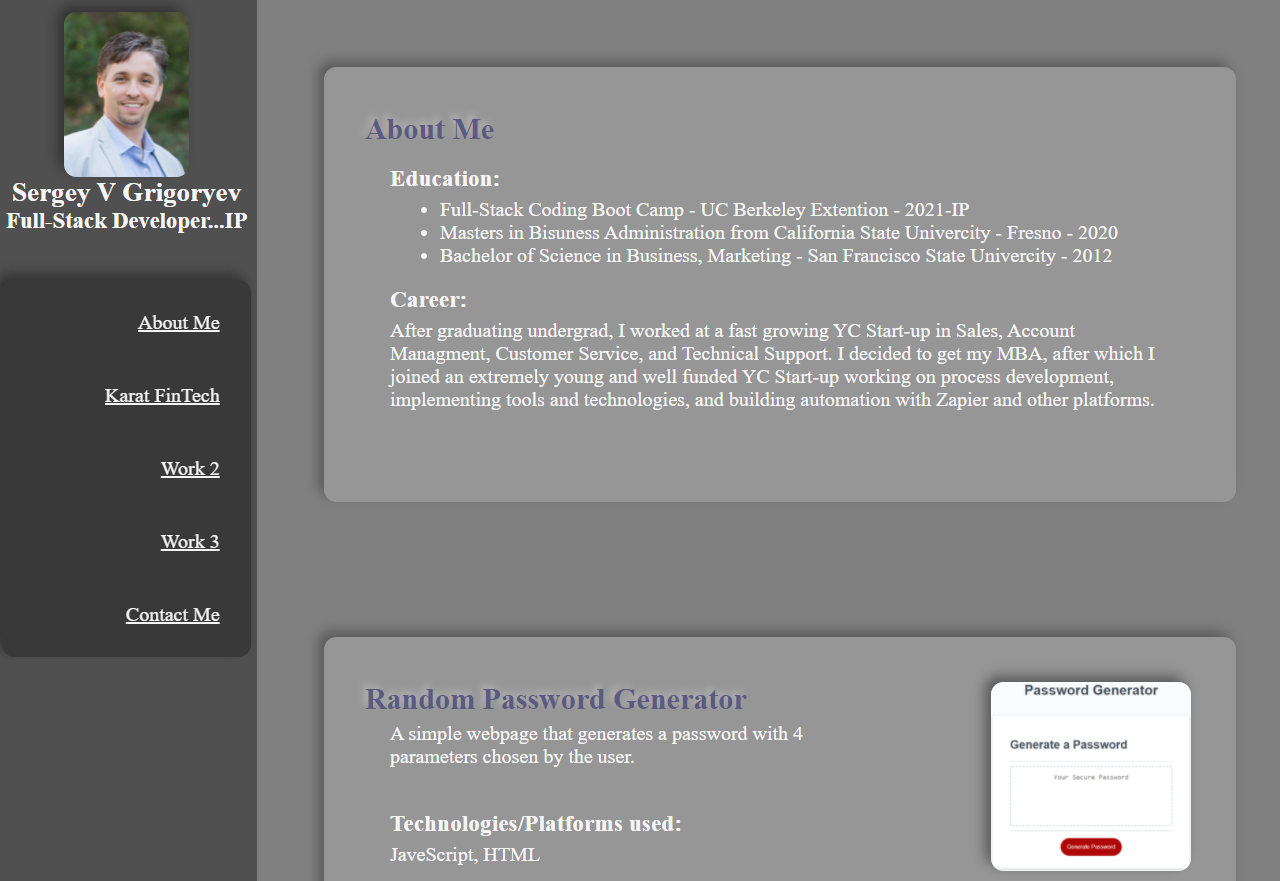 Sergey V Grigoryev
Full-Stack Developer...IP
About Me
Karat FinTech
Work 2
Work 3
Contact Me
About Me
Education:
Full-Stack Coding Boot Camp - UC Berkeley Extention - 2021-IP
Masters in Bisuness Administration from California State Univercity - Fresno - 2020
Bachelor of Science in Business, Marketing - San Francisco State Univercity - 2012
Career:
After graduating undergrad, I worked at a fast growing YC Start-up in Sales, Account
Managment, Customer Service, and Technical Support. I decided to get my MBA, after which I
joined an extremely young and well funded YC Start-up working on process development,
implementing tools and technologies, and building automation with Zapier and other platforms.
Random Password Generator
A simple webpage that generates a password with 4
parameters chosen by the user.
Technologies/Platforms used:
JaveScript, HTML
Password Generator
Generate a Password
Your Secure Password
Generate Password